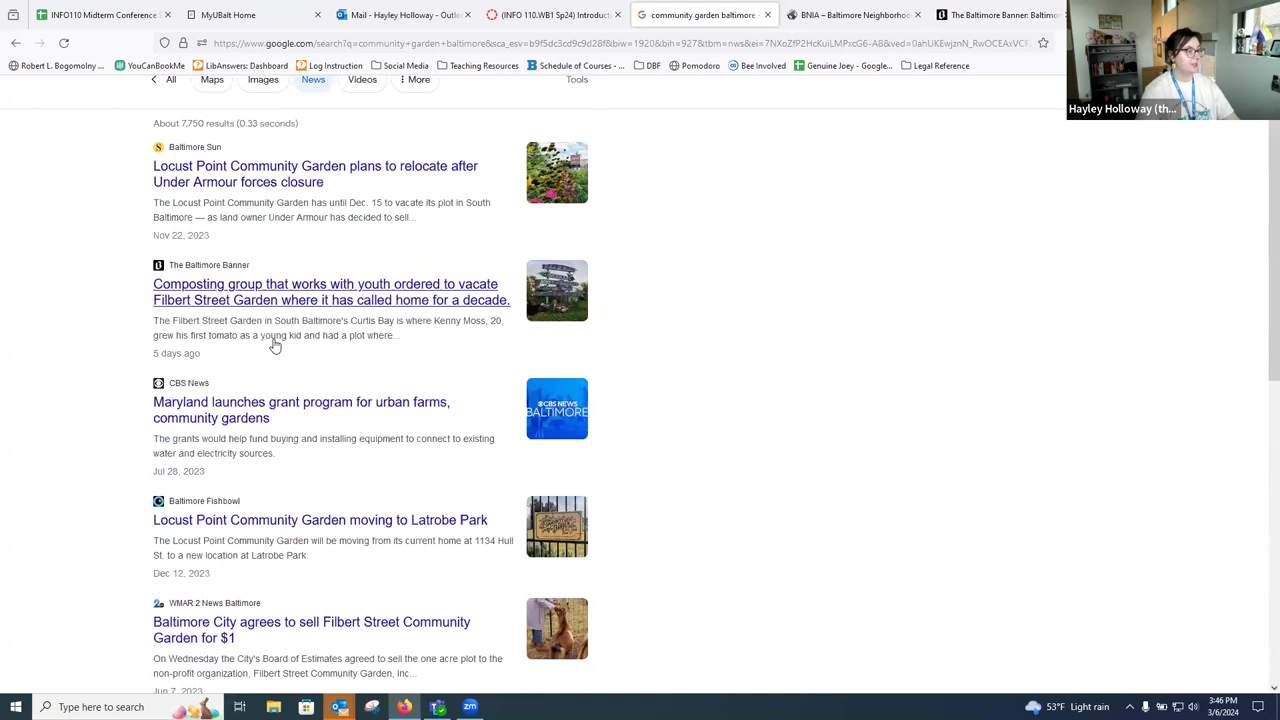 INFO110 Midterm Conference S
MyUBalt Home
Mail - Hayley Holloway - Outlo
(INFO 110.WB1 Sp24) Introducti
community garden baltimore
BNIA – Baltimore Neighborhoo
The Baltimore Banner: Baltimor
Robert L. Bogomolny ...
YouCanBookMe
LibAnswers: Dashboard
Log Instruction
Social Media
Teaching Resources
Schedule of Courses - ...
DBF
Pomodoro
Bee Involved
Genuine Joey - Google...
Legal Reference
Hayley Holloway (th...
All
Maps
Images
News
Videos
More
Tools
About 7,750 results (0.33 seconds)
Baltimore Sun
Locust Point Community Garden plans to relocate after
Under Armour forces closure
The Locust Point Community Garden has until Dec. 15 to vacate its plot in South
Baltimore — as land owner Under Armour has decided to sell...
Nov 22, 2023
The Baltimore Banner
Composting group that works with youth ordered to vacate
Filbert Street Garden where it has called home for a decade.
The Filbert Street Garden in South Baltimore's Curtis Bay is where Kenny Moss, 20,
grew his first tomato as a young kid and had a plot where...
5 days ago
CBS News
Maryland launches grant program for urban farms,
community gardens
The grants would help fund buying and installing equipment to connect to existing
water and electricity sources.
Jul 28, 2023
CBS NEWS
BALTIMORE
Baltimore Fishbowl
Locust Point Community Garden moving to Latrobe Park
The Locust Point Community Garden will be moving from its current home at 1134 Hull
St. to a new location at Latrobe Park
Dec 12, 2023
WMAR 2 News Baltimore
Baltimore City agrees to sell Filbert Street Community
Garden for $1
On Wednesday the City's Board of Estimates agreed to sell the one acre plot to the
non-profit organization, Filbert Street Community Garden, Inc...
Jun 7, 2023
Type here to search
53°F Light rain
3:46 PM
3/6/2024